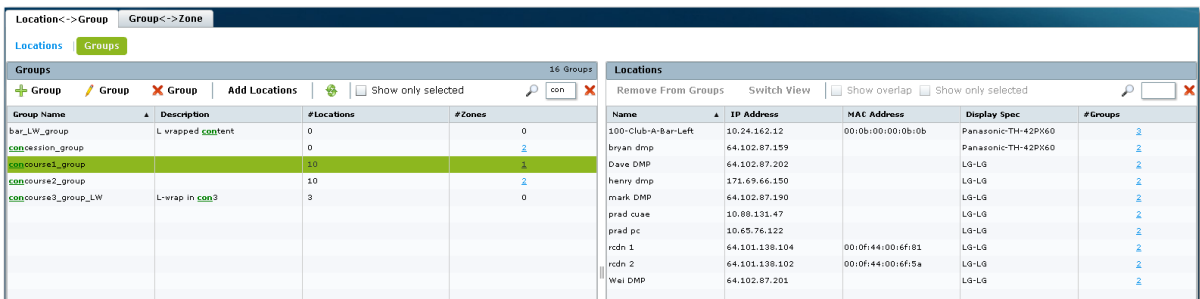 Location<->Group Group<->Zone
Locations Groups
Groups 16 Groups
Group Group Group Add Locations Show only selected con
Group Name Description #Locations #Zones
bar_LW_group L wrapped content 0 0
concession_group 0 2
concourse1_group 10 1
concourse2_group 10 2
concourse3_group_LW L-wrap in con3 3 0
Locations
Remove From Groups Switch View Show overlap Show only selected
Name IP Address MAC Address Display Spec #Groups
100-Club-A-Bar-Left 10.24.162.12 00:0b:00:00:0b:0b Panasonic-TH-42PX60 3
bryan dmp 64.102.87.159 Panasonic-TH-42PX60 2
Dave DMP 64.102.87.202 LG-LG 2
henry dmp 171.69.66.150 LG-LG 2
mark DMP 64.102.87.190 LG-LG 2
prad cuae 10.88.131.47 LG-LG 2
prad pc 10.65.76.122 LG-LG 2
rcdn 1 64.101.138.104 00:0f:44:00:6f:81 LG-LG 2
rcdn 2 64.101.138.102 00:0f:44:00:6f:5a LG-LG 2
Wei DMP 64.102.87.201 LG-LG 2